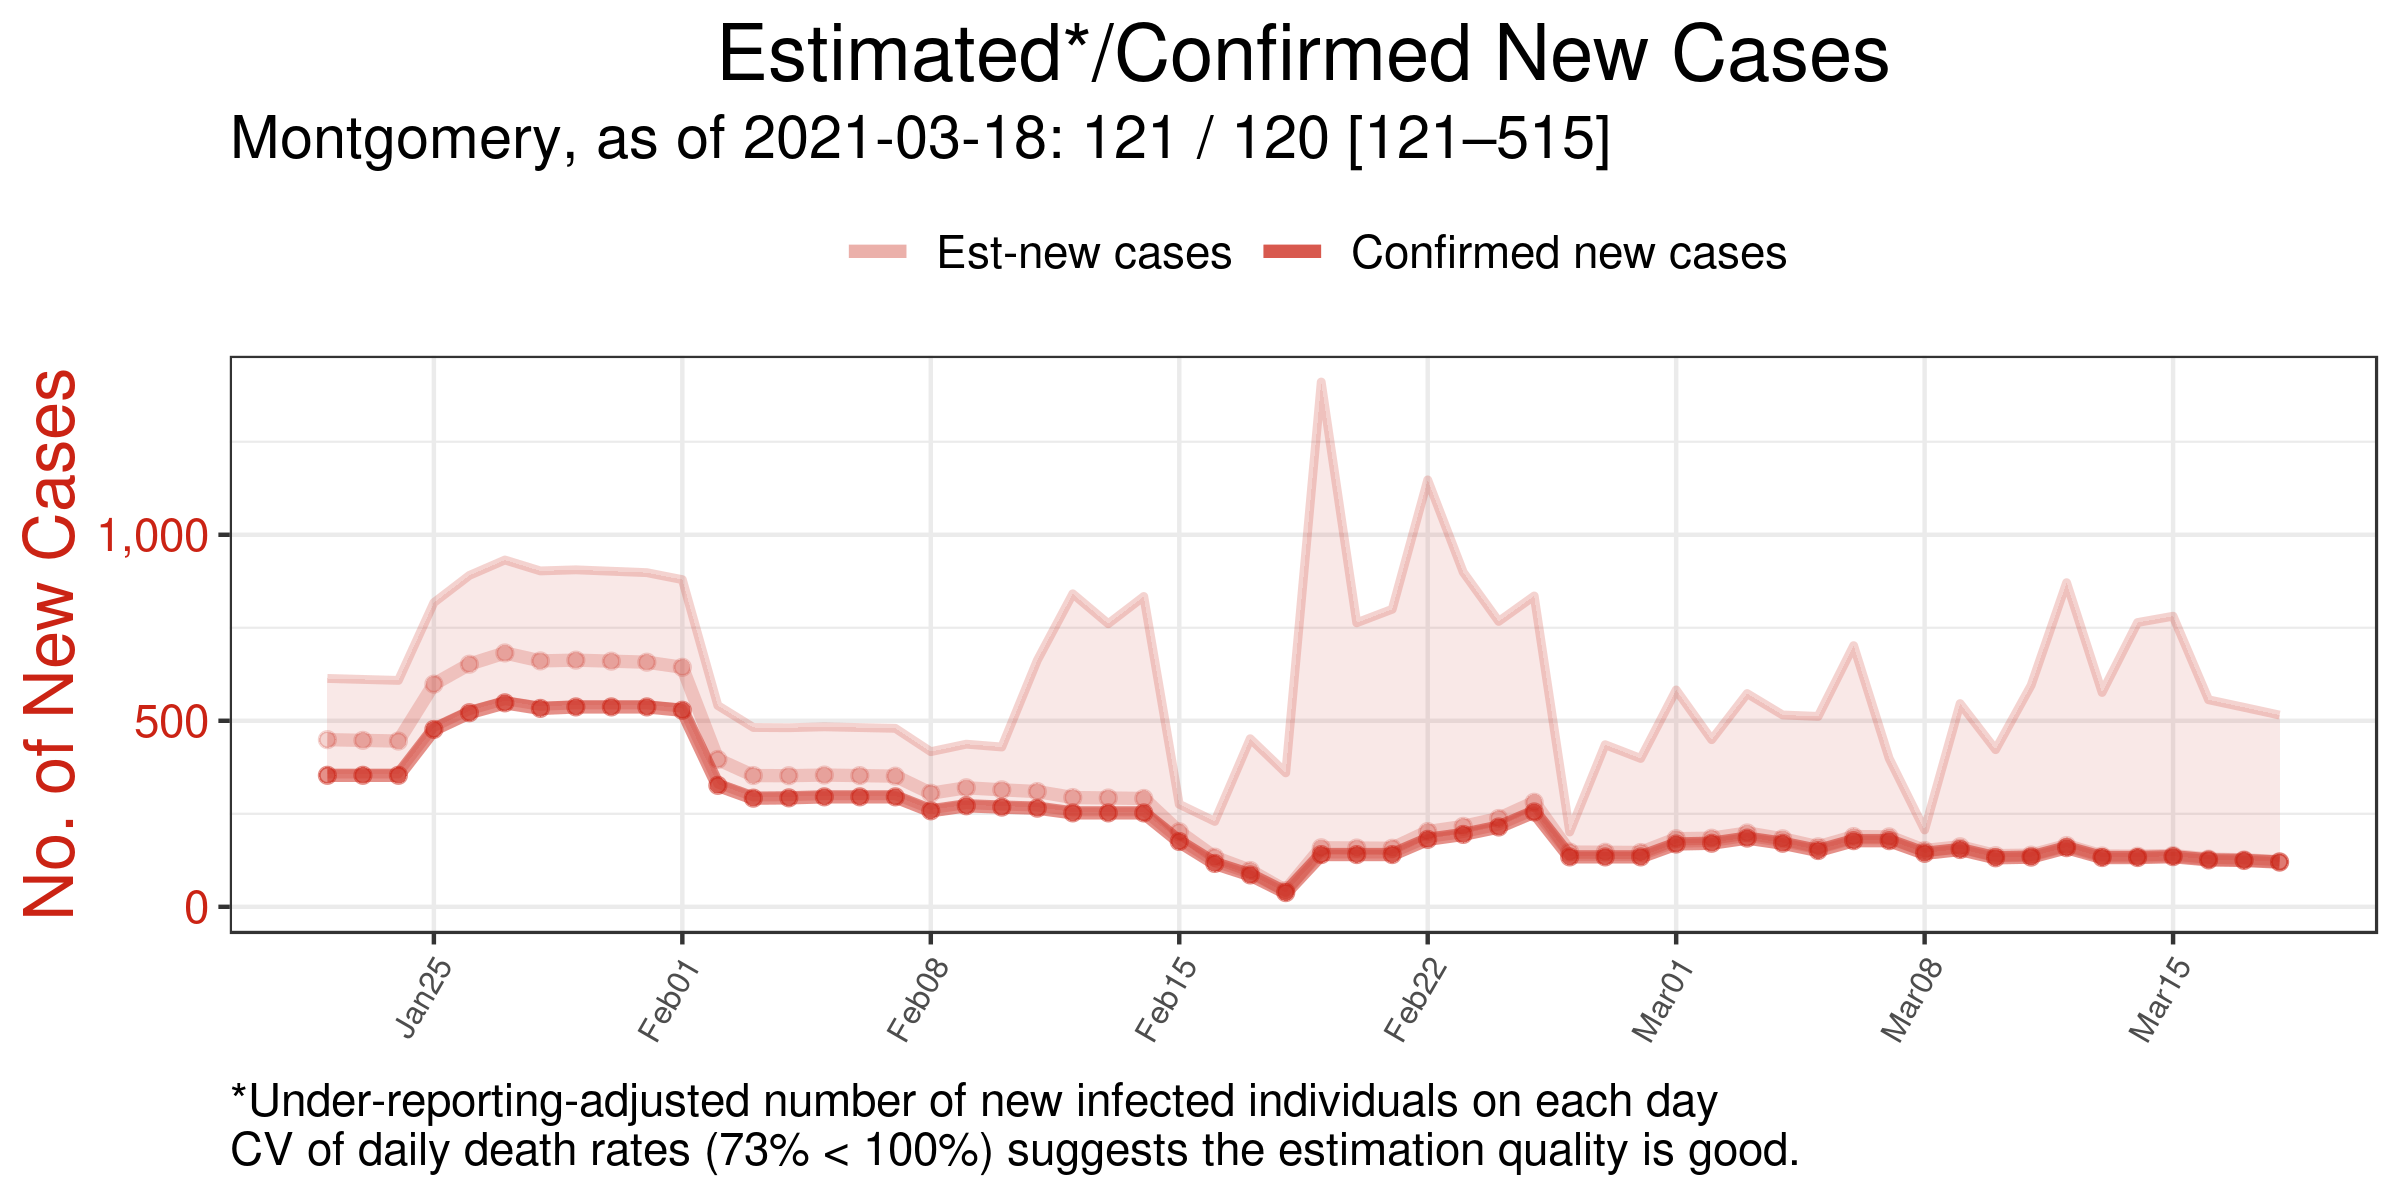 Estimated*/Confirmed New Cases
Montgomery, as of 2021-03-18: 121 / 120 [121–515]
Est-new cases
Confirmed new cases
No. of New Cases
1,000
500
0
Jan25
Feb01
Feb08
Feb15
Feb22
Mar01
Mar08
Mar15
*Under-reporting-adjusted number of new infected individuals on each day
CV of daily death rates (73% < 100%) suggests the estimation quality is good.